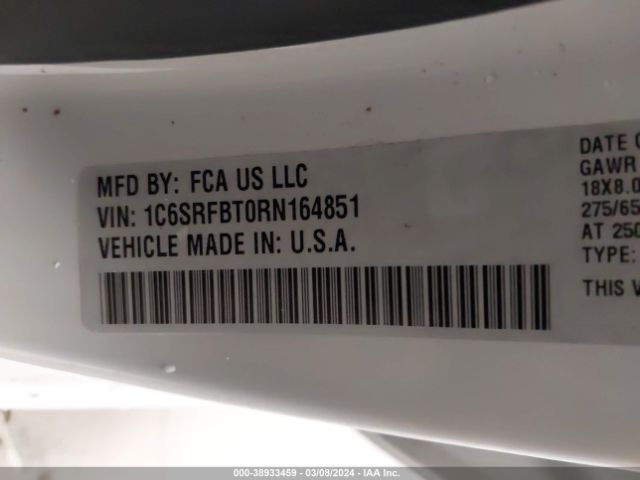 MFD BY: FCA US LLC
VIN: 1C6SRFBT0RN164851
VEHICLE MADE IN: U.S.A.
DATE O
GAWR
18X8.0
275/65
AT 250
TYPE:
THIS V
000-38933459 - 03/08/2024 - IAA Inc.